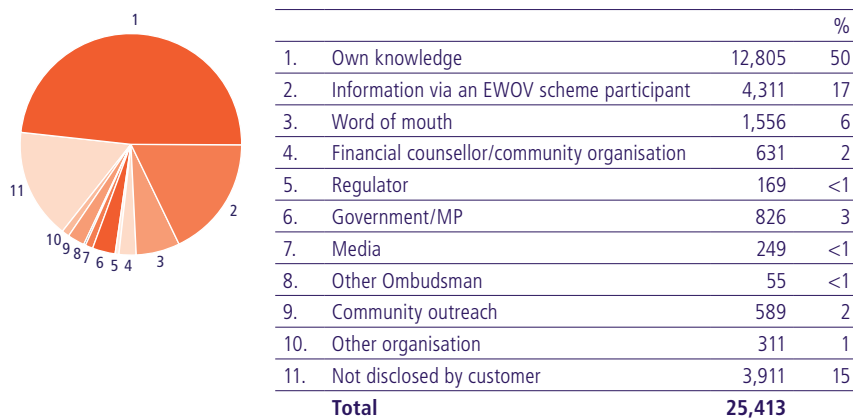 1
2
3
4
5
6
7
8
9
10
11
%
1. Own knowledge 12,805 50
2. Information via an EWOV scheme participant 4,311 17
3. Word of mouth 1,556 6
4. Financial counsellor/community organisation 631 2
5. Regulator 169 <1
6. Government/MP 826 3
7. Media 249 <1
8. Other Ombudsman 55 <1
9. Community outreach 589 2
10. Other organisation 311 1
11. Not disclosed by customer 3,911 15
Total 25,413